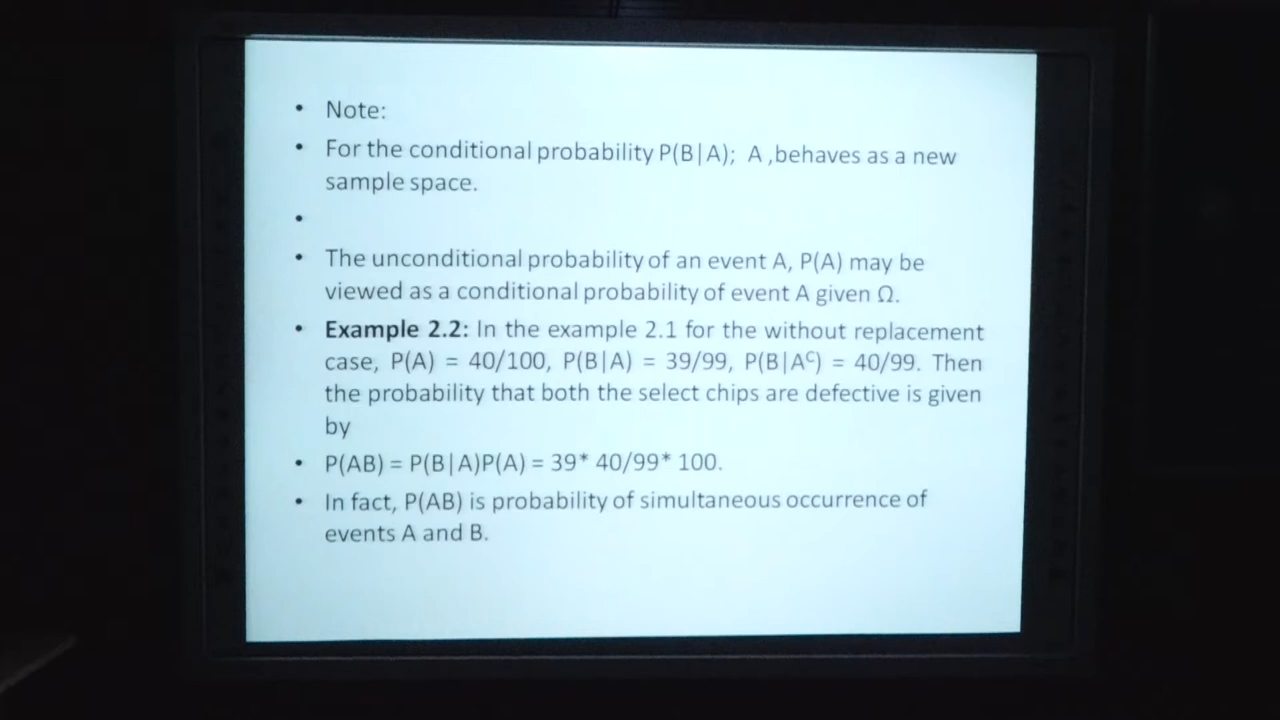 • Note:
• For the conditional probability P(B|A);  A ,behaves as a new
sample space.
•
• The unconditional probability of an event A, P(A) may be
viewed as a conditional probability of event A given Ω.
• Example 2.2: In the example 2.1 for the without replacement
case, P(A) = 40/100, P(B|A) = 39/99, P(B|Aᶜ) = 40/99. Then
the probability that both the select chips are defective is given
by
• P(AB) = P(B|A)P(A) = 39* 40/99* 100.
• In fact, P(AB) is probability of simultaneous occurrence of
events A and B.